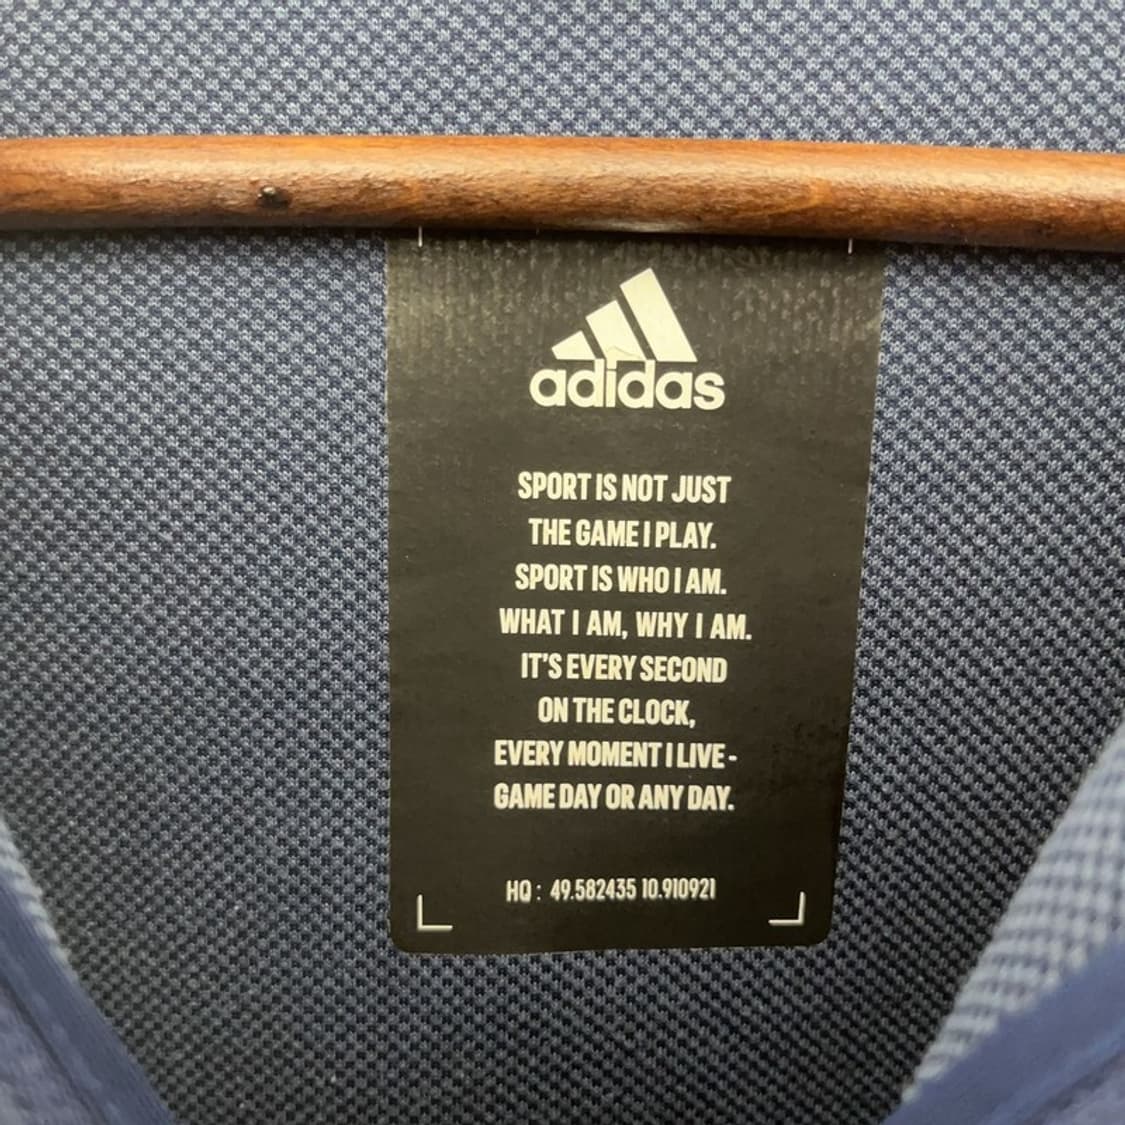 adidas
SPORT IS NOT JUST
THE GAME I PLAY.
SPORT IS WHO I AM.
WHAT I AM, WHY I AM.
IT'S EVERY SECOND
ON THE CLOCK,
EVERY MOMENT I LIVE -
GAME DAY OR ANY DAY.
HQ : 49.582435 10.910921